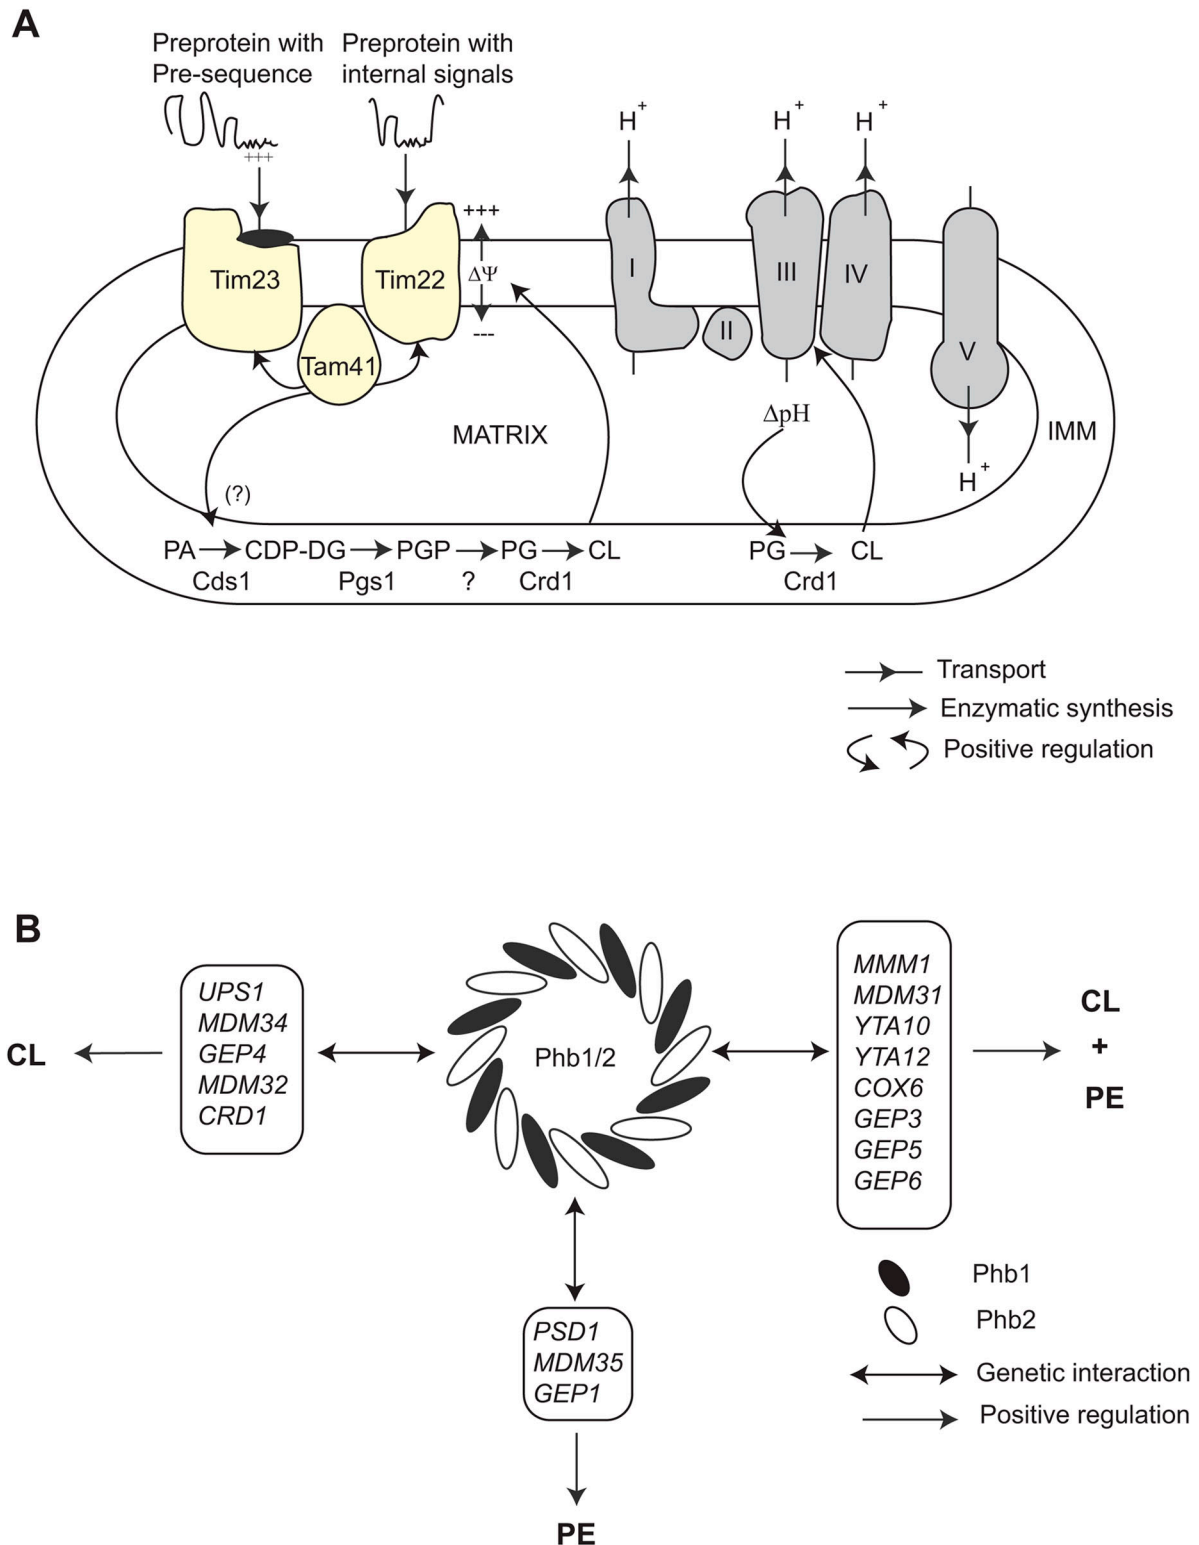 A
Preprotein with
Pre-sequence
Preprotein with
internal signals
+++
H+
H+
H+
+++
ΔΨ
---
Tim23
Tim22
Tam41
I
II
III
IV
V
MATRIX
ΔpH
IMM
H+
(?)
PA CDP-DG PGP PG CL
Cds1 Pgs1 ? Crd1
PG CL
Crd1
Transport
Enzymatic synthesis
Positive regulation
B
UPS1
MDM34
GEP4
MDM32
CRD1
CL
Phb1/2
MMM1
MDM31
YTA10
YTA12
COX6
GEP3
GEP5
GEP6
CL
+
PE
PSD1
MDM35
GEP1
PE
Phb1
Phb2
Genetic interaction
Positive regulation